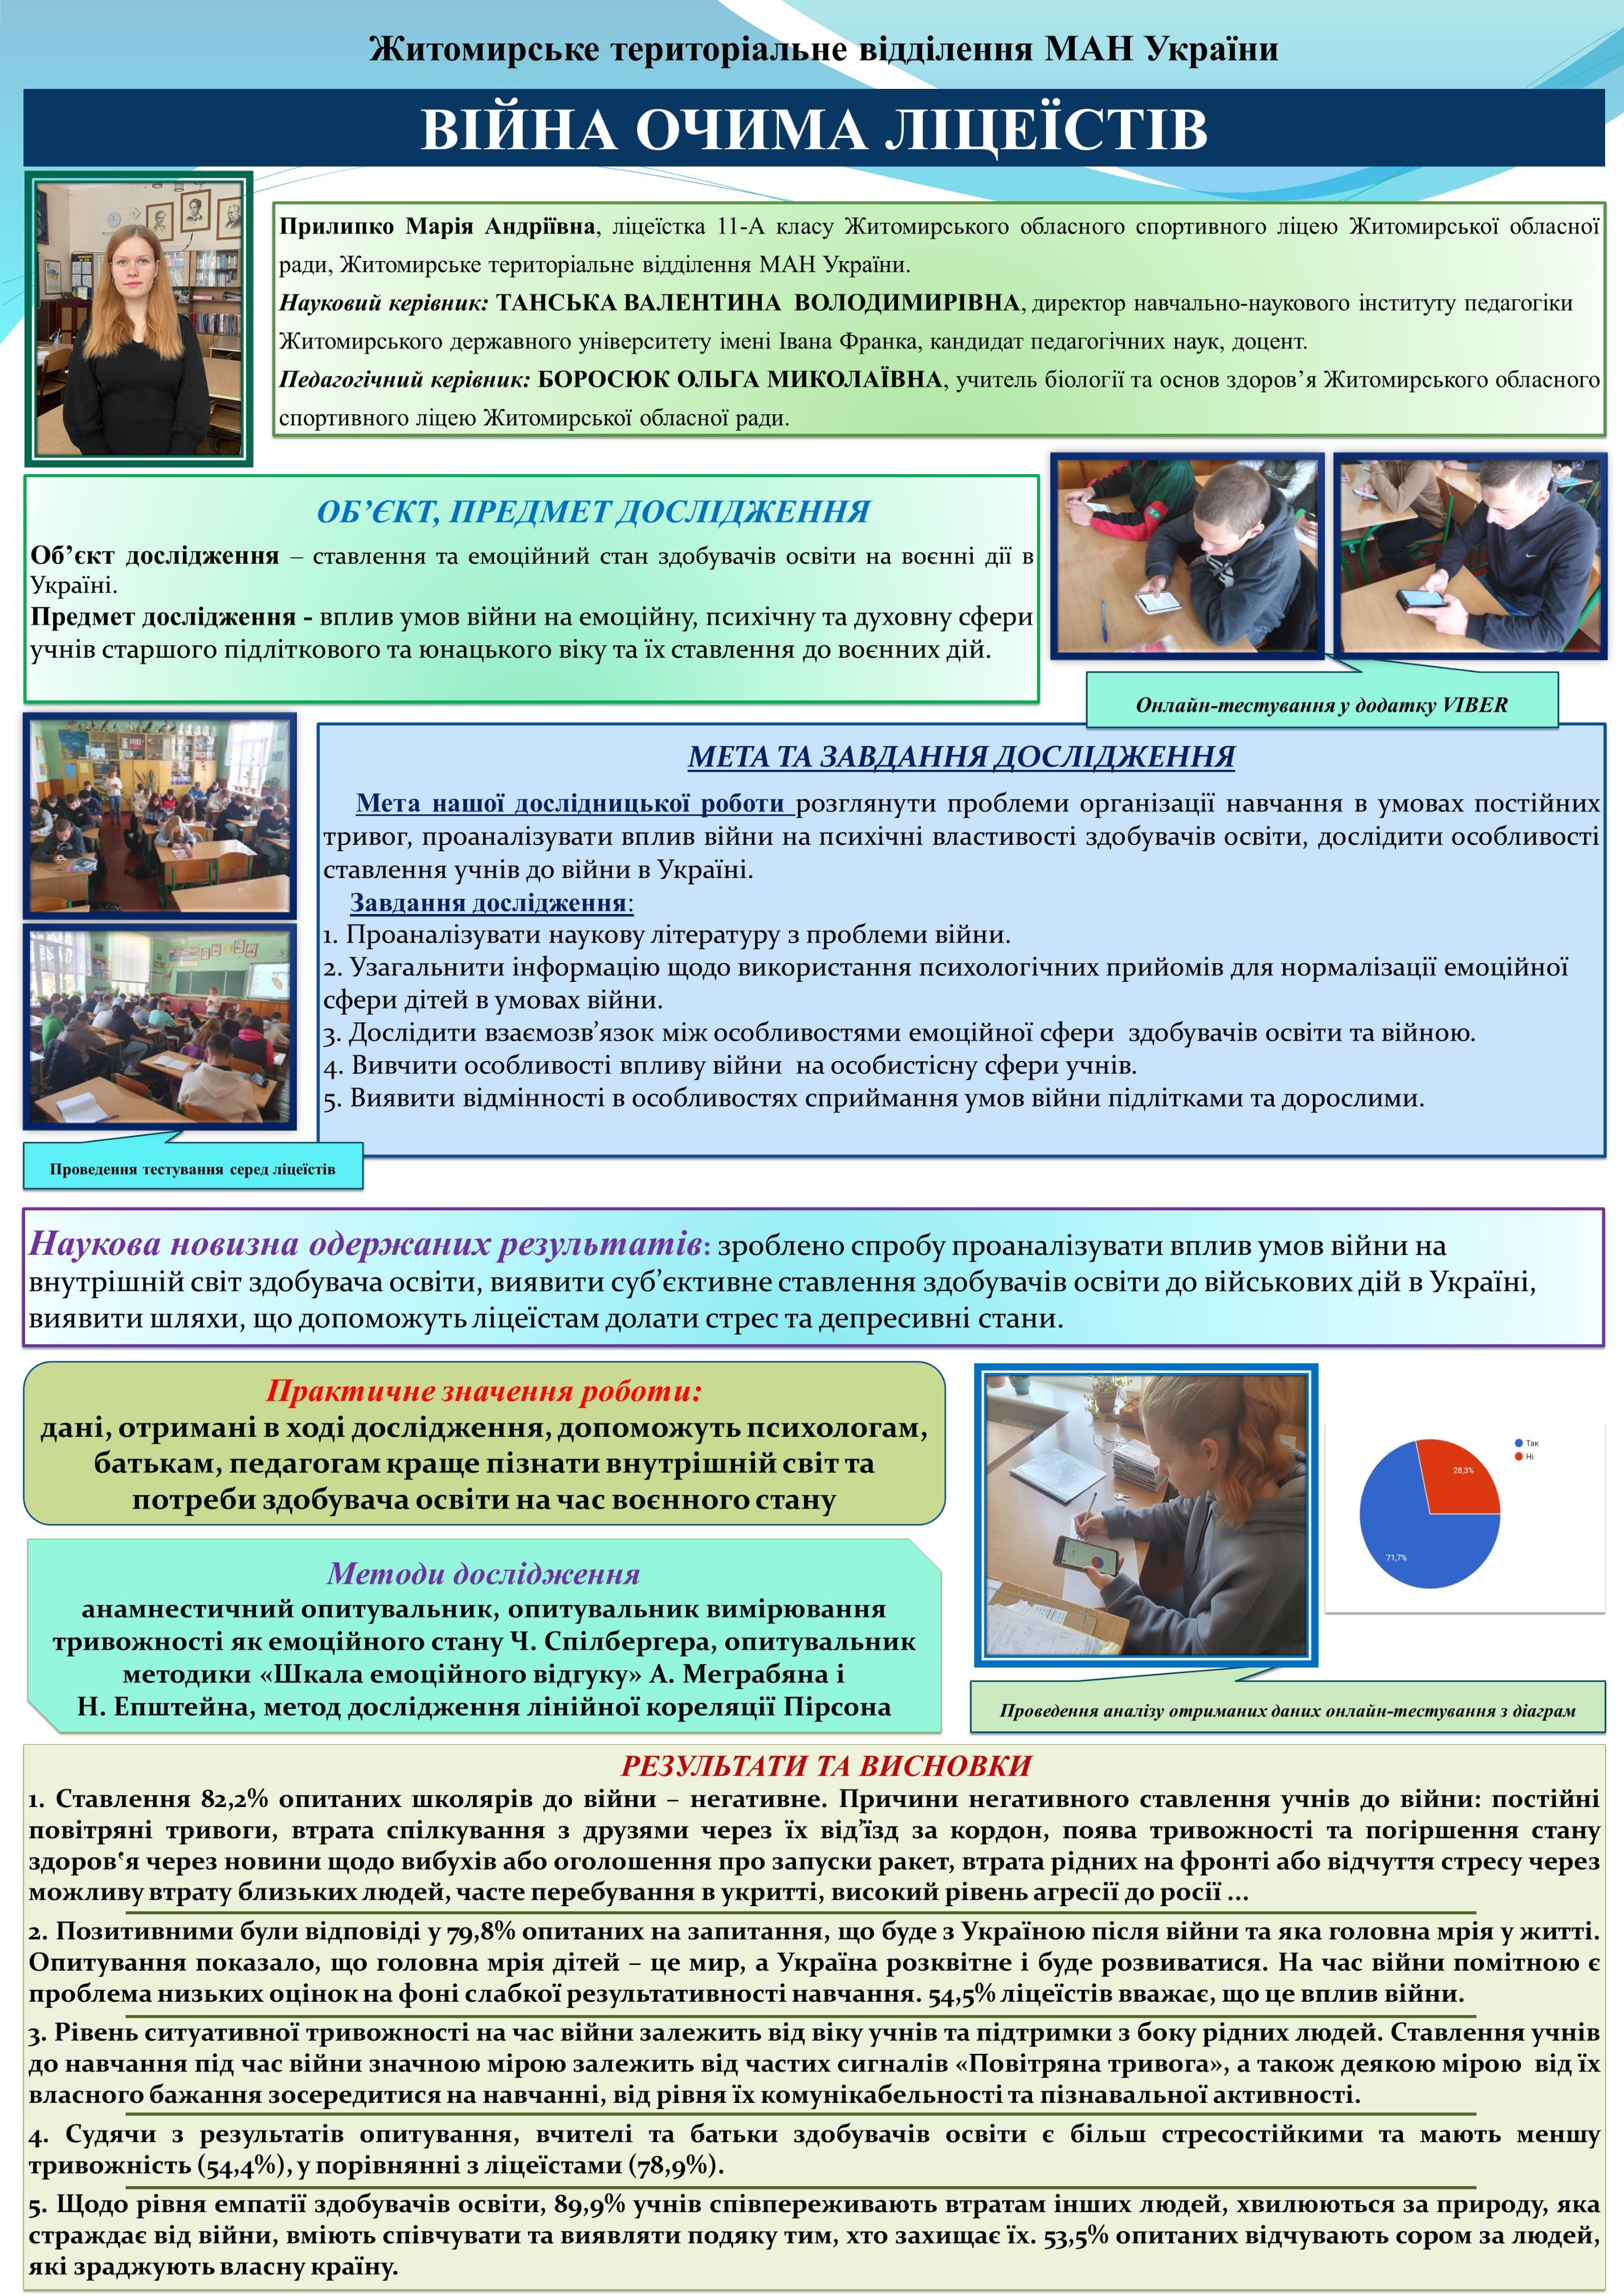 Житомирське територіальне відділення МАН України
ВІЙНА ОЧИМА ЛІЦЕЇСТІВ
Прилипко Марія Андріївна, ліцеїстка 11-А класу Житомирського обласного спортивного ліцею Житомирської обласної
ради, Житомирське територіальне відділення МАН України.
Науковий керівник: ТАНСЬКА ВАЛЕНТИНА ВОЛОДИМИРІВНА, директор навчально-наукового інституту педагогіки
Житомирського державного університету імені Івана Франка, кандидат педагогічних наук, доцент.
Педагогічний керівник: БОРОСЮК ОЛЬГА МИКОЛАЇВНА, учитель біології та основ здоров’я Житомирського обласного
спортивного ліцею Житомирської обласної ради.
ОБ’ЄКТ, ПРЕДМЕТ ДОСЛІДЖЕННЯ
Об’єкт дослідження – ставлення та емоційний стан здобувачів освіти на воєнні дії в
Україні.
Предмет дослідження - вплив умов війни на емоційну, психічну та духовну сфери
учнів старшого підліткового та юнацького віку та їх ставлення до воєнних дій.
Онлайн-тестування у додатку VIBER
МЕТА ТА ЗАВДАННЯ ДОСЛІДЖЕННЯ
Мета нашої дослідницької роботи розглянути проблеми організації навчання в умовах постійних
тривог, проаналізувати вплив війни на психічні властивості здобувачів освіти, дослідити особливості
ставлення учнів до війни в Україні.
Завдання дослідження:
1. Проаналізувати наукову літературу з проблеми війни.
2. Узагальнити інформацію щодо використання психологічних прийомів для нормалізації емоційної
сфери дітей в умовах війни.
3. Дослідити взаємозв’язок між особливостями емоційної сфери здобувачів освіти та війною.
4. Вивчити особливості впливу війни на особистісну сфери учнів.
5. Виявити відмінності в особливостях сприймання умов війни підлітками та дорослими.
Проведення тестування серед ліцеїстів
Наукова новизна одержаних результатів: зроблено спробу проаналізувати вплив умов війни на
внутрішній світ здобувача освіти, виявити суб’єктивне ставлення здобувачів освіти до військових дій в Україні,
виявити шляхи, що допоможуть ліцеїстам долати стрес та депресивні стани.
Практичне значення роботи:
дані, отримані в ході дослідження, допоможуть психологам,
батькам, педагогам краще пізнати внутрішній світ та
потреби здобувача освіти на час воєнного стану
Методи дослідження
анамнестичний опитувальник, опитувальник вимірювання
тривожності як емоційного стану Ч. Спілбергера, опитувальник
методики «Шкала емоційного відгуку» А. Меграбяна і
Н. Епштейна, метод дослідження лінійної кореляції Пірсона
Так
Ні
28,3%
71,7%
Проведення аналізу отриманих даних онлайн-тестування з діаграм
РЕЗУЛЬТАТИ ТА ВИСНОВКИ
1. Ставлення 82,2% опитаних школярів до війни – негативне. Причини негативного ставлення учнів до війни: постійні
повітряні тривоги, втрата спілкування з друзями через їх від’їзд за кордон, поява тривожності та погіршення стану
здоров‛я через новини щодо вибухів або оголошення про запуски ракет, втрата рідних на фронті або відчуття стресу через
можливу втрату близьких людей, часте перебування в укритті, високий рівень агресії до росії ...
2. Позитивними були відповіді у 79,8% опитаних на запитання, що буде з Україною після війни та яка головна мрія у житті.
Опитування показало, що головна мрія дітей – це мир, а Україна розквітне і буде розвиватися. На час війни помітною є
проблема низьких оцінок на фоні слабкої результативності навчання. 54,5% ліцеїстів вважає, що це вплив війни.
3. Рівень ситуативної тривожності на час війни залежить від віку учнів та підтримки з боку рідних людей. Ставлення учнів
до навчання під час війни значною мірою залежить від частих сигналів «Повітряна тривога», а також деякою мірою від їх
власного бажання зосередитися на навчанні, від рівня їх комунікабельності та пізнавальної активності.
4. Судячи з результатів опитування, вчителі та батьки здобувачів освіти є більш стресостійкими та мають меншу
тривожність (54,4%), у порівнянні з ліцеїстами (78,9%).
5. Щодо рівня емпатії здобувачів освіти, 89,9% учнів співпереживають втратам інших людей, хвилюються за природу, яка
страждає від війни, вміють співчувати та виявляти подяку тим, хто захищає їх. 53,5% опитаних відчувають сором за людей,
які зраджують власну країну.